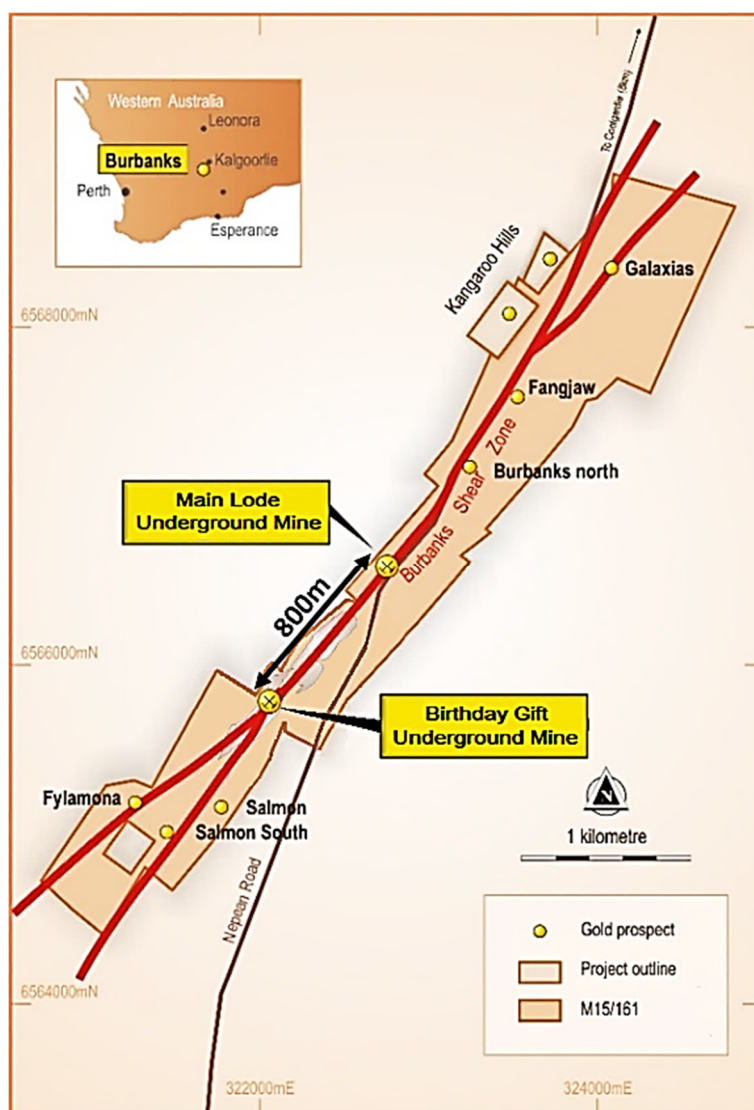 Western Australia
Leonora
Burbanks
Kalgoorlie
Perth
Esperance
To Coolgardie (8km)
Kangaroo Hills
Galaxias
6568000mN
Fangjaw
Burbanks north
Burbanks Shear Zone
Main Lode
Underground Mine
800m
6566000mN
Birthday Gift
Underground Mine
Fylamona
Salmon
Salmon South
N
1 kilometre
Nepean Road
Gold prospect
Project outline
M15/161
6564000mN
322000mE
324000mE